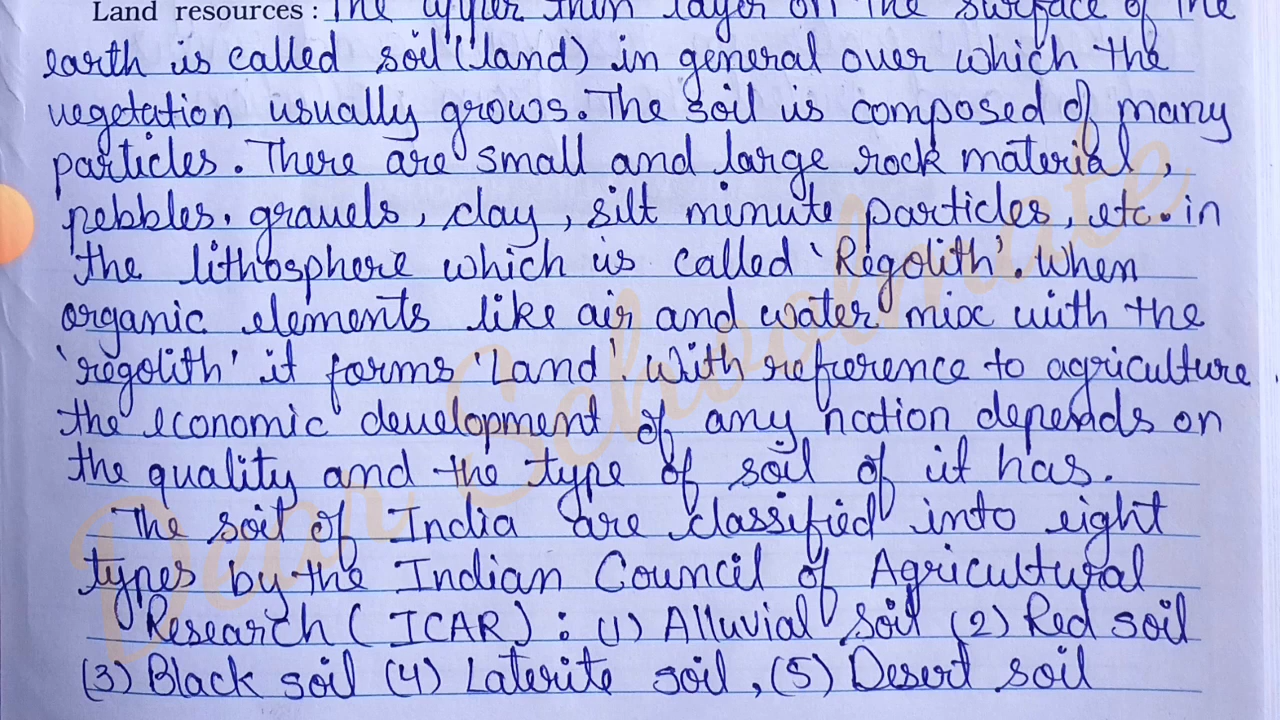 Land resources : The upper thin layer on the surface of the
earth is called soil (land) in general over which the
vegetation usually grows. The soil is composed of many
particles. There are small and large rock material,
pebbles, gravels, clay, silt minute particles, etc. in
the lithosphere which is called 'Regolith'. When
organic elements like air and water mix with the
'regolith' it forms 'Land'. With refrerence to agriculture
the economic development of any nation depends on
the quality and the type of soil of it has.
The soil of India are classified into eight
types by the Indian Council of Agricultural
Research ( ICAR ) : (1) Alluvial soil (2) Red soil
(3) Black soil (4) Laterite soil, (5) Desert soil
Dear Schoolmate